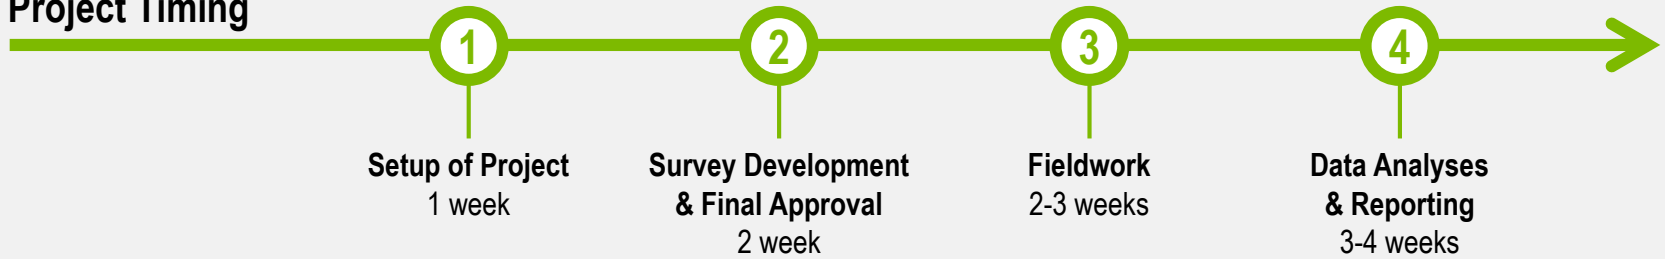 Project Timing
1
2
3
4
Setup of Project
1 week
Survey Development
& Final Approval
2 week
Fieldwork
2-3 weeks
Data Analyses
& Reporting
3-4 weeks